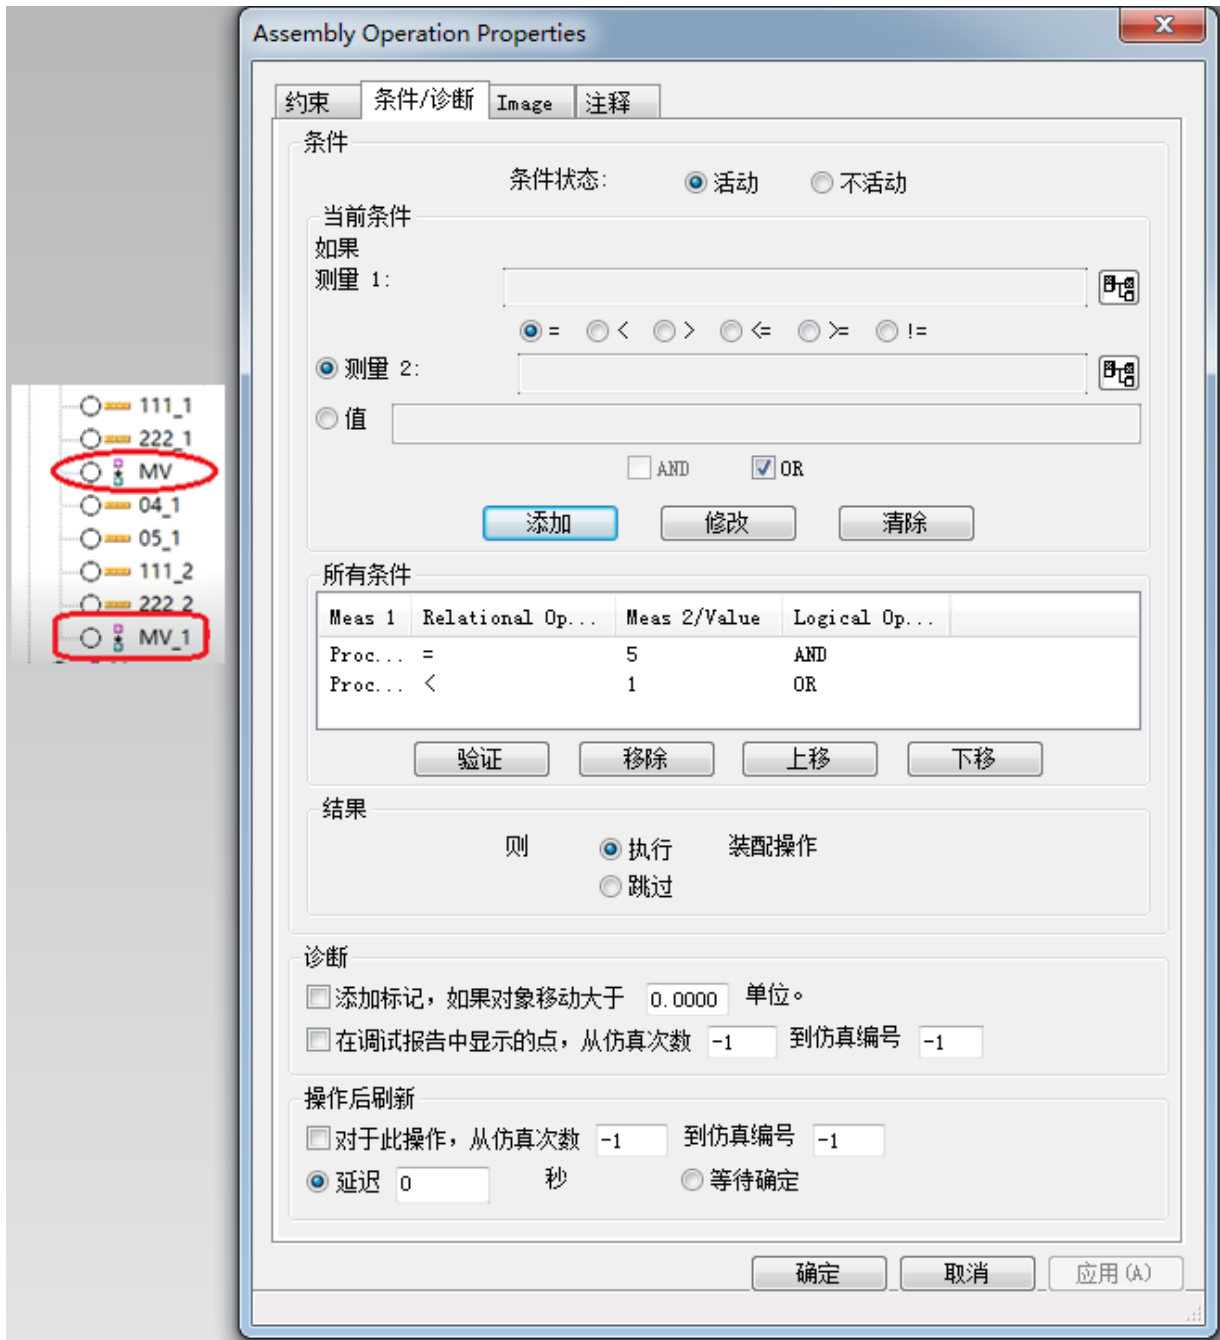 111_1
222_1
MV
04_1
05_1
111_2
222_2
MV_1
Assembly Operation Properties
约束 条件/诊断 Image 注释
条件
条件状态: 活动 不活动
当前条件
如果
测量 1:
= < > <= >= !=
测量 2:
值
AND OR
添加 修改 清除
所有条件
Meas 1 Relational Op... Meas 2/Value Logical Op...
Proc... = 5 AND
Proc... < 1 OR
验证 移除 上移 下移
结果
则 执行 装配操作
跳过
诊断
添加标记，如果对象移动大于 0.0000 单位。
在调试报告中显示的点，从仿真次数 -1 到仿真编号 -1
操作后刷新
对于此操作，从仿真次数 -1 到仿真编号 -1
延迟 0 秒 等待确定
确定 取消 应用(A)